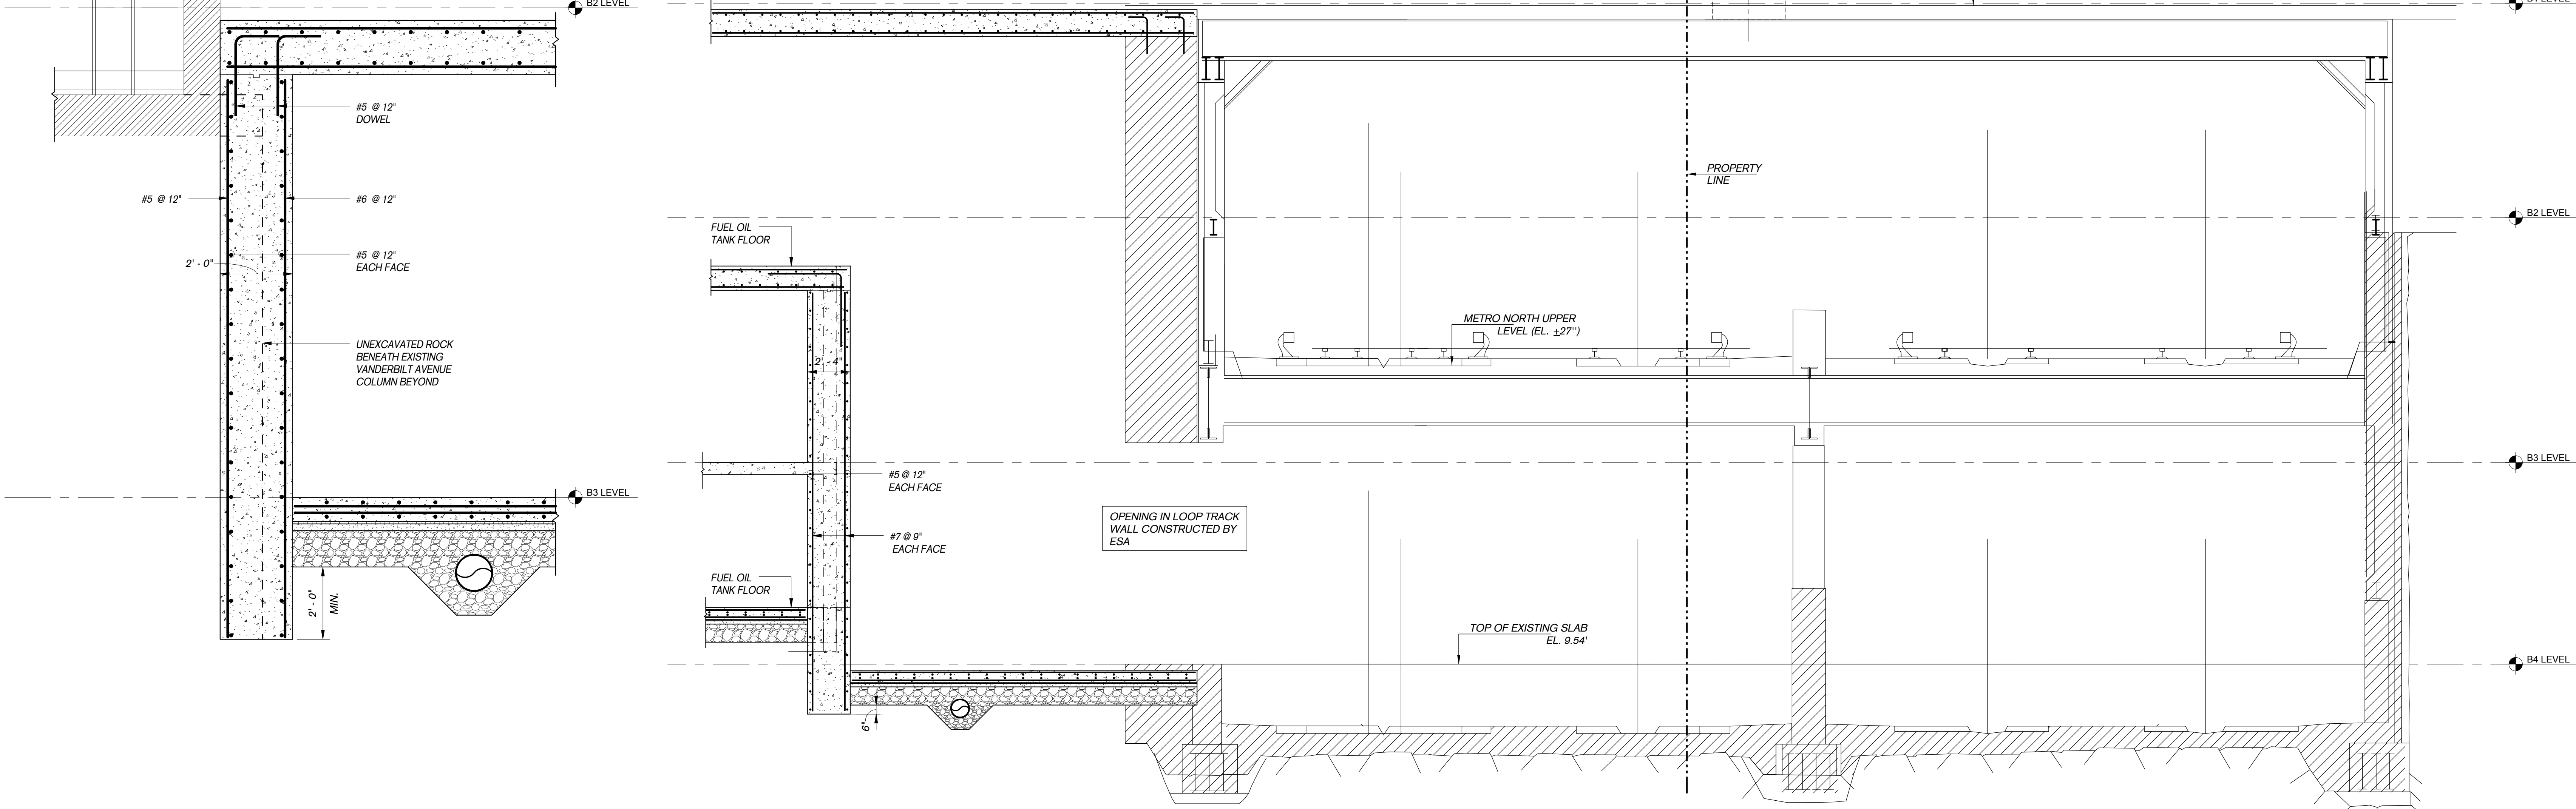 B2 LEVEL
#5 @ 12"
DOWEL
#5 @ 12"
#6 @ 12"
#5 @ 12"
EACH FACE
2' - 0"
UNEXCAVATED ROCK
BENEATH EXISTING
VANDERBILT AVENUE
COLUMN BEYOND
B3 LEVEL
2' - 0"
MIN.
FUEL OIL
TANK FLOOR
2' - 4"
#5 @ 12"
EACH FACE
#7 @ 9"
EACH FACE
FUEL OIL
TANK FLOOR
6"
OPENING IN LOOP TRACK
WALL CONSTRUCTED BY
ESA
METRO NORTH UPPER
LEVEL (EL. ±27'')
PROPERTY
LINE
TOP OF EXISTING SLAB
EL. 9.54'
B2 LEVEL
B3 LEVEL
B4 LEVEL